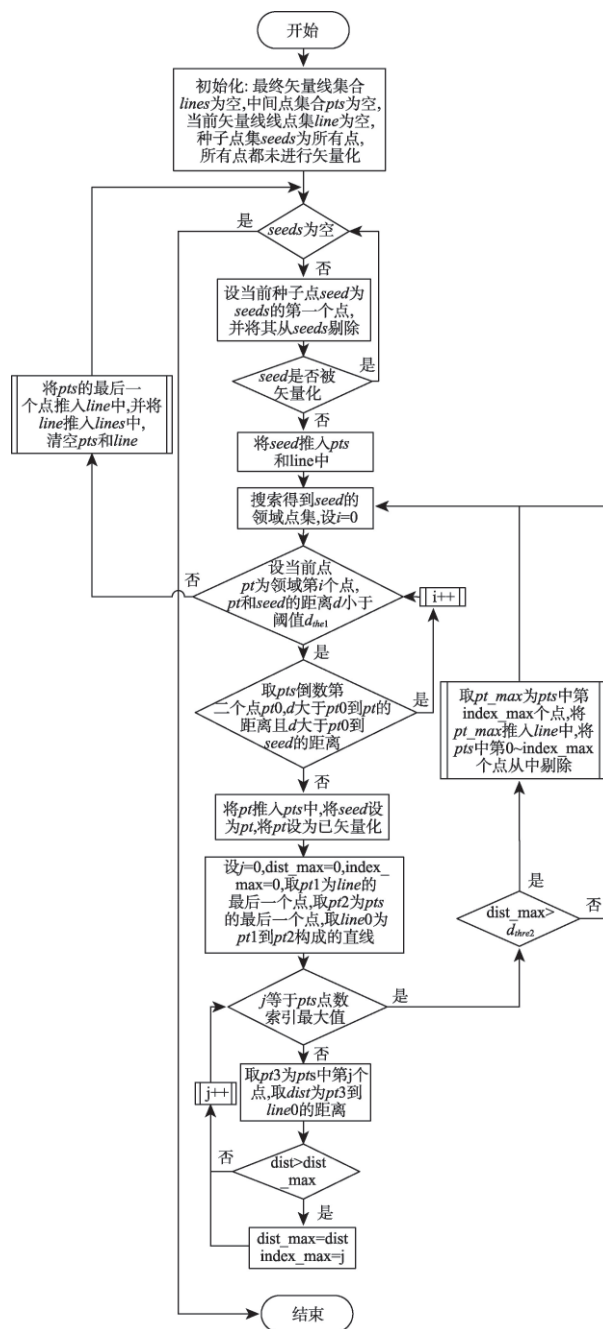 开始
初始化: 最终矢量线集合
lines为空,中间点集合pts为空,
当前矢量线线点集line为空,
种子点集seeds为所有点,
所有点都未进行矢量化
是
seeds为空
否
设当前种子点seed为
seeds的第一个点,
并将其从seeds剔除
seed是否被
矢量化
是
否
将pts的最后一
个点推入line中,并将
line推入lines中,
清空pts和line
将seed推入pts
和line中
搜索得到seed的
领域点集,设i=0
否
设当前点
pt为领域第i个点,
pt和seed的距离d小于
阈值dthe1
i++
是
是
取pts倒数第
二个点pt0,d大于pt0到pt的
距离且d大于pt0到
seed的距离
否
取pt_max为pts中第
index_max个点,将
pt_max推入line中,将
pts中第0~index_max
个点从中剔除
将pt推入pts中,将seed设
为pt,将pt设为已矢量化
设j=0,dist_max=0,index_
max=0,取pt1为line的
最后一个点,取pt2为pts
的最后一个点,取line0为
pt1到pt2构成的直线
是
否
dist_max>
dthre2
j等于pts点数
索引最大值
是
否
j++
取pt3为pts中第j个
点,取dist为pt3到
line0的距离
否
dist>dist
_max
是
dist_max=dist
index_max=j
结束